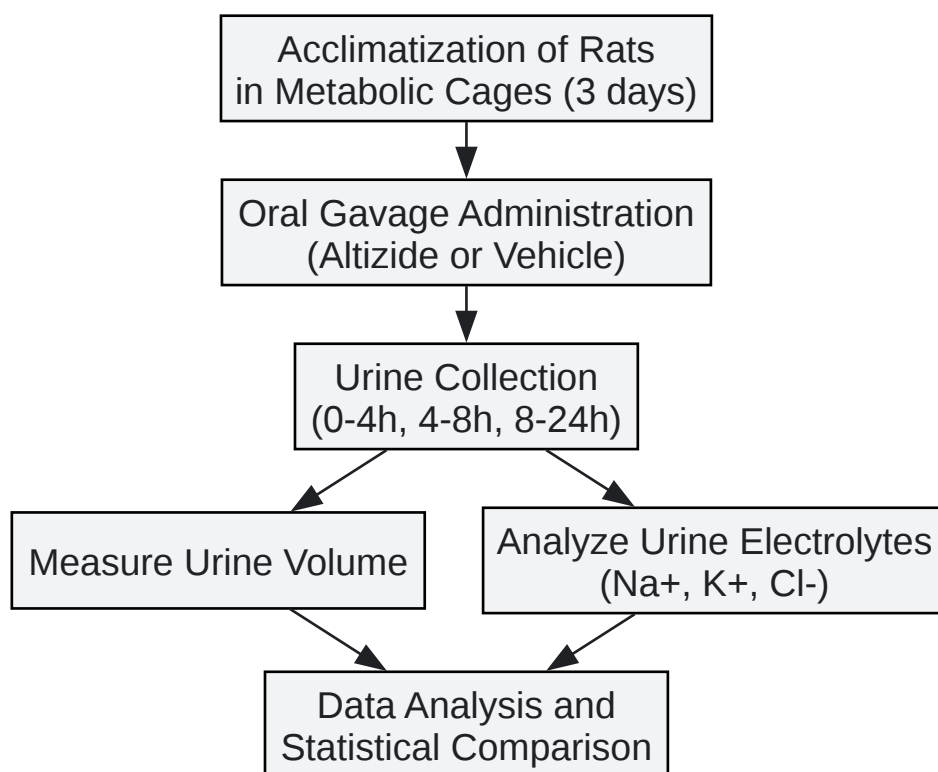 Acclimatization of Rats
in Metabolic Cages (3 days)
Oral Gavage Administration
(Altizide or Vehicle)
Urine Collection
(0-4h, 4-8h, 8-24h)
Measure Urine Volume
Analyze Urine Electrolytes
(Na+, K+, Cl-)
Data Analysis and
Statistical Comparison